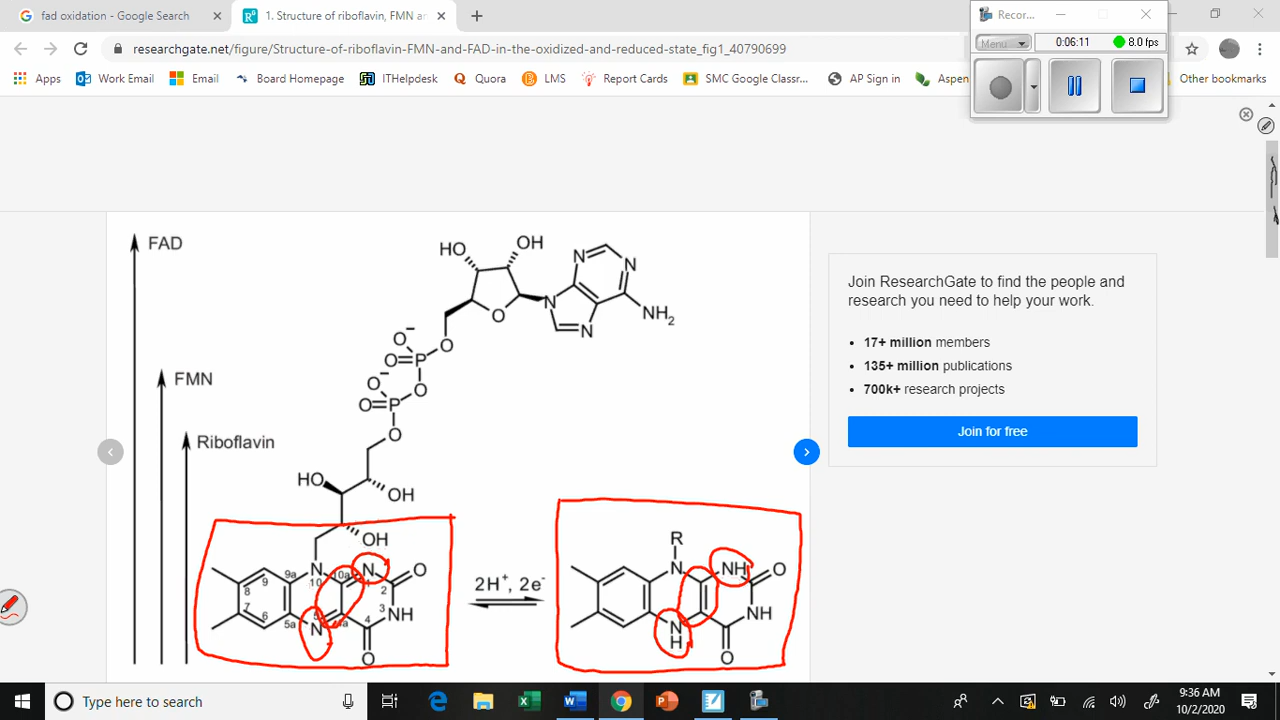 fad oxidation - Google Search
1. Structure of riboflavin, FMN an
Recor...
researchgate.net/figure/Structure-of-riboflavin-FMN-and-FAD-in-the-oxidized-and-reduced-state_fig1_40790699
Menu
0:06:11
8.0 fps
Apps
Work Email
Email
Board Homepage
ITHelpdesk
Quora
LMS
Report Cards
SMC Google Classr...
AP Sign in
Aspen
Other bookmarks
FAD
HO
OH
N
N
N
N
NH2
O
O
O−
O=P
O−
O
O=P
O
FMN
Riboflavin
HO
OH
OH
N
N
O
NH
N
O
9
9a
10
10a
1
2
3
4
8
7
6
5a
5
2H+, 2e-
R
N
NH
O
NH
N
H
O
Join ResearchGate to find the people and
research you need to help your work.
17+ million members
135+ million publications
700k+ research projects
Join for free
Type here to search
9:36 AM
10/2/2020